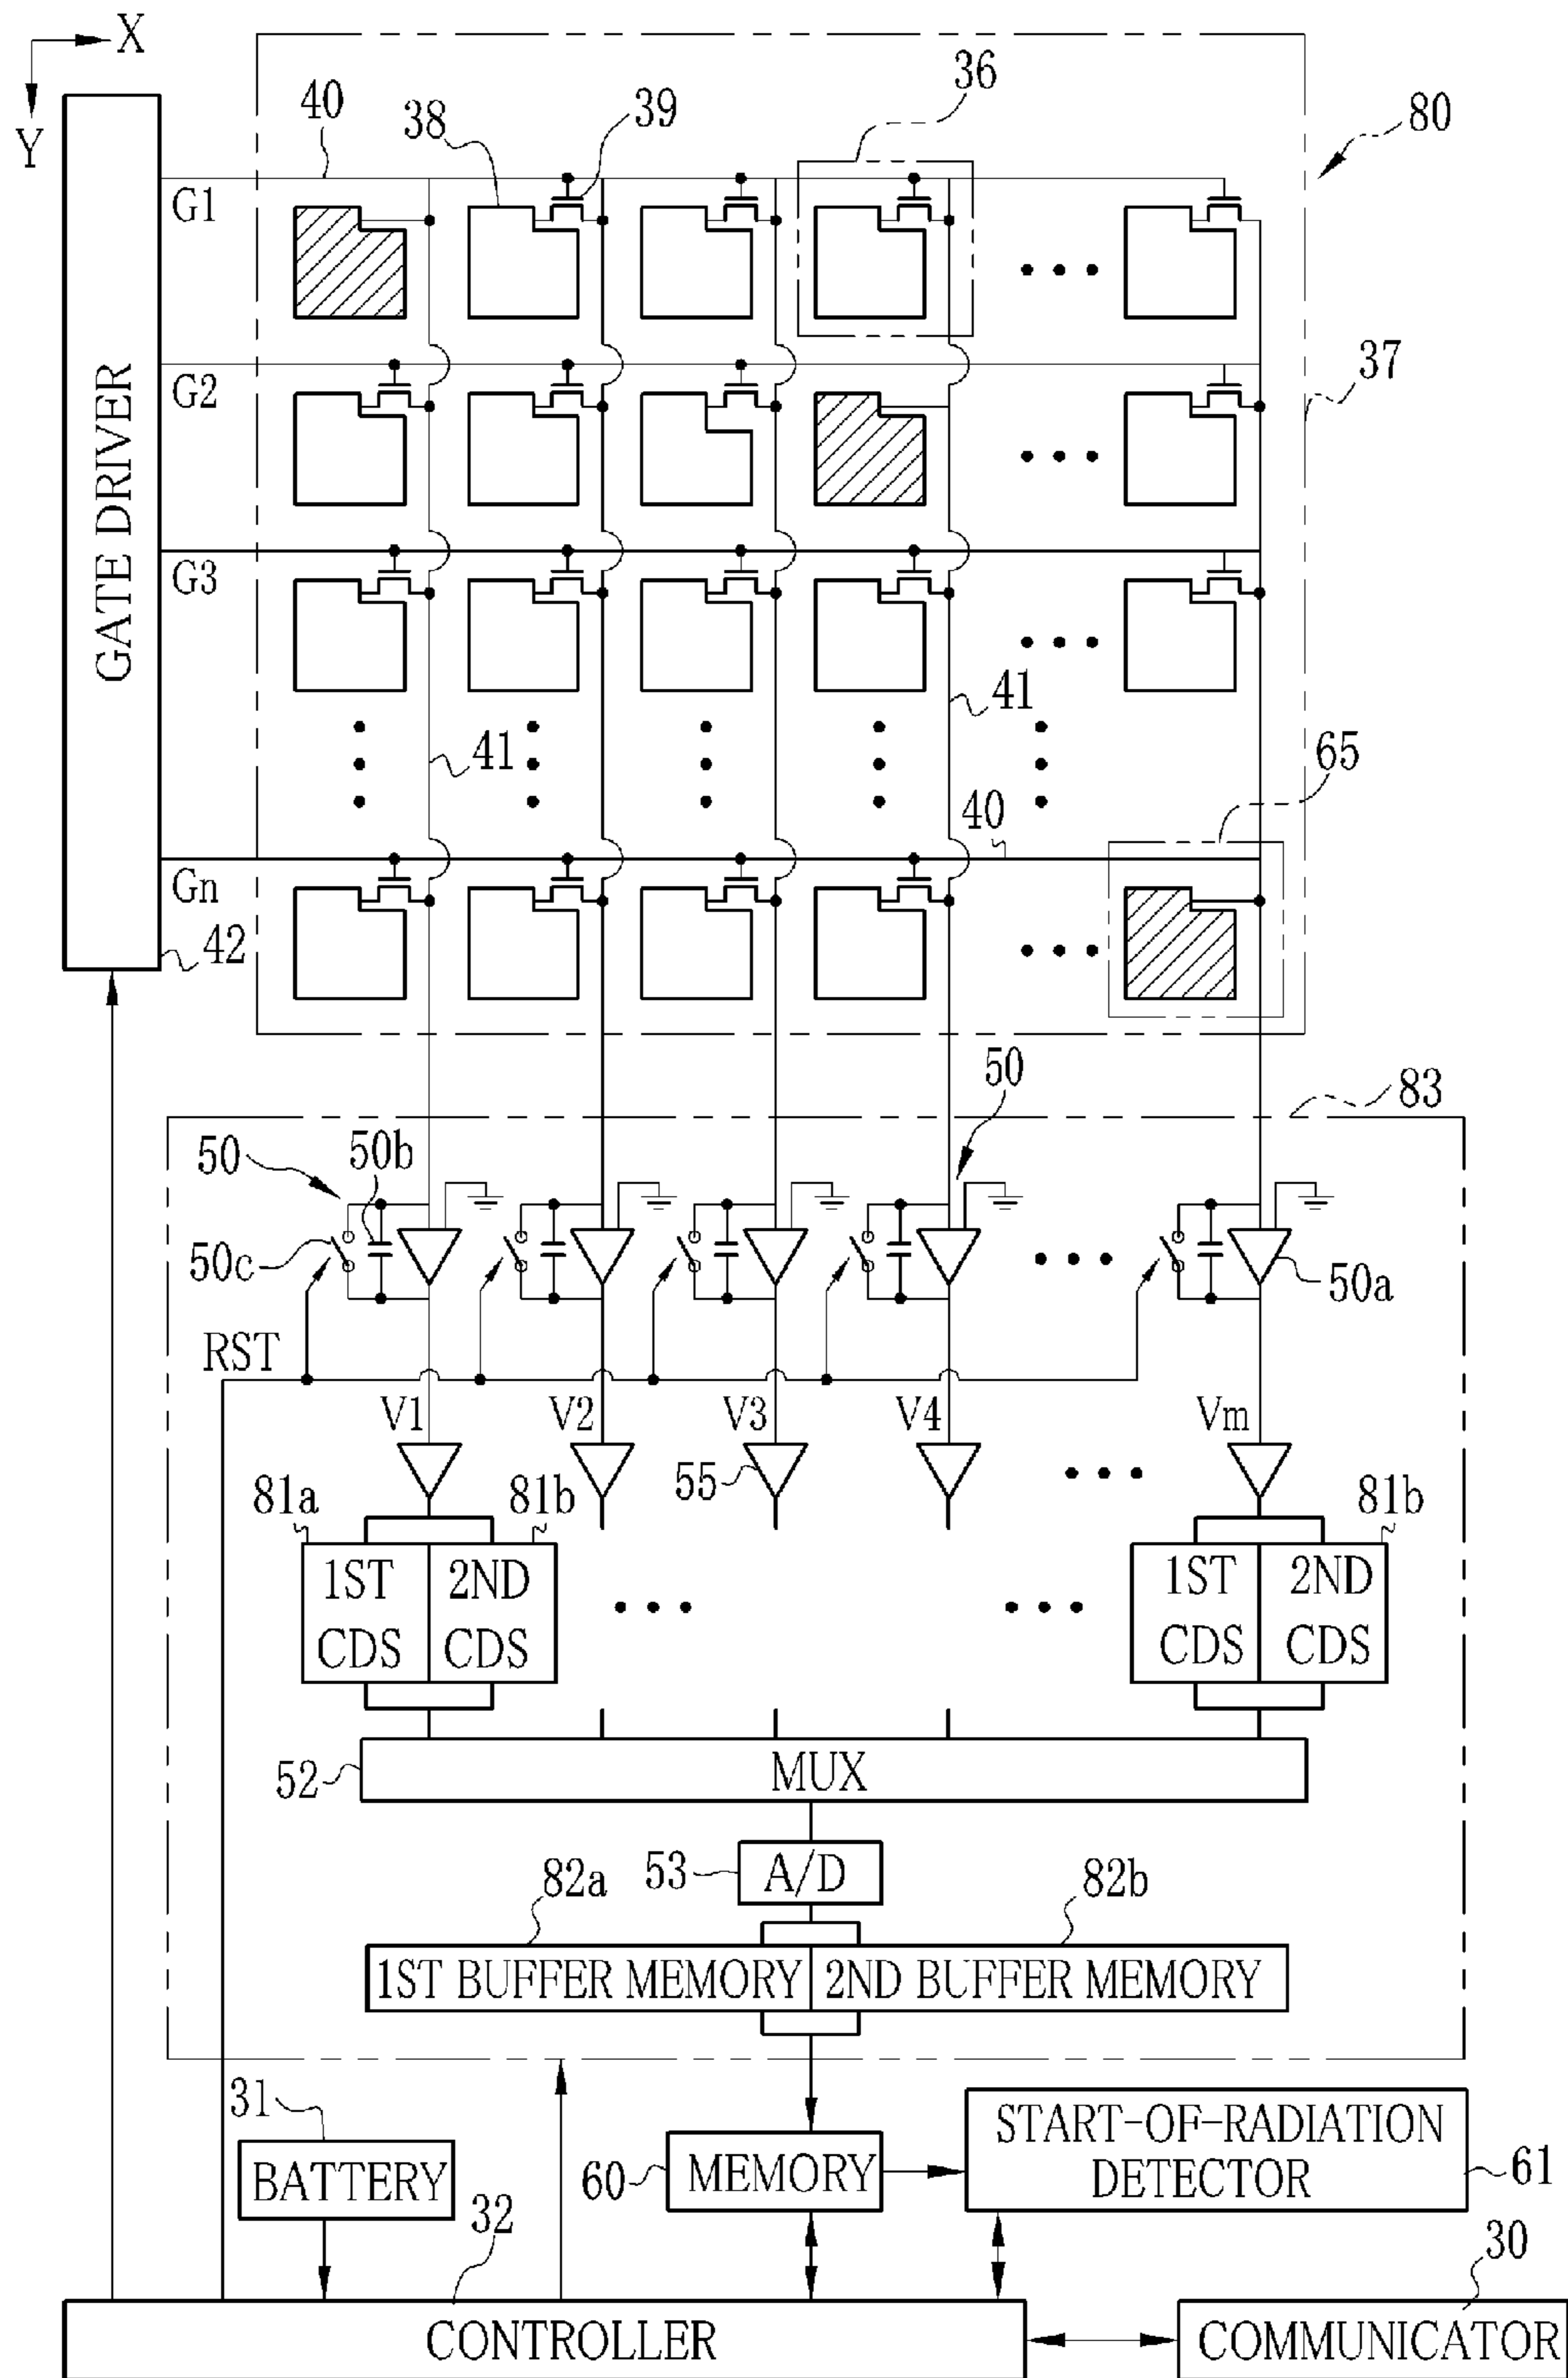 X
Y
40
38
39
36
80
G1
37
G2
GATE DRIVER
G3
41
41
65
40
Gn
42
83
50
50
50b
50c
50a
RST
V1
V2
V3
V4
Vm
55
81a
81b
81b
1ST
CDS
2ND
CDS
1ST
CDS
2ND
CDS
52
MUX
53
A/D
82a
82b
1ST BUFFER MEMORY
2ND BUFFER MEMORY
31
BATTERY
60
MEMORY
START-OF-RADIATION
DETECTOR
61
32
30
CONTROLLER
COMMUNICATOR